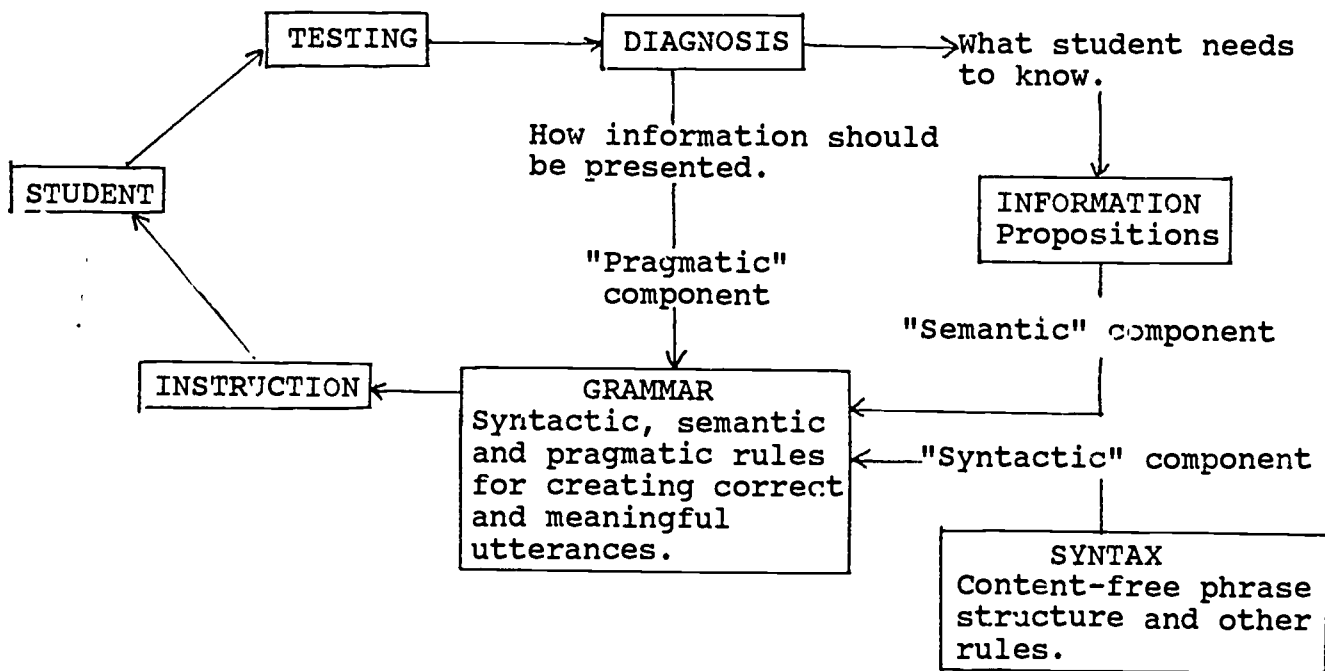 TESTING
DIAGNOSIS
What student needs
to know.
How information should
be presented.
STUDENT
INFORMATION
Propositions
"Pragmatic"
component
"Semantic" component
INSTRUCTION
GRAMMAR
Syntactic, semantic
and pragmatic rules
for creating correct
and meaningful
utterances.
"Syntactic" component
SYNTAX
Content-free phrase
structure and other
rules.